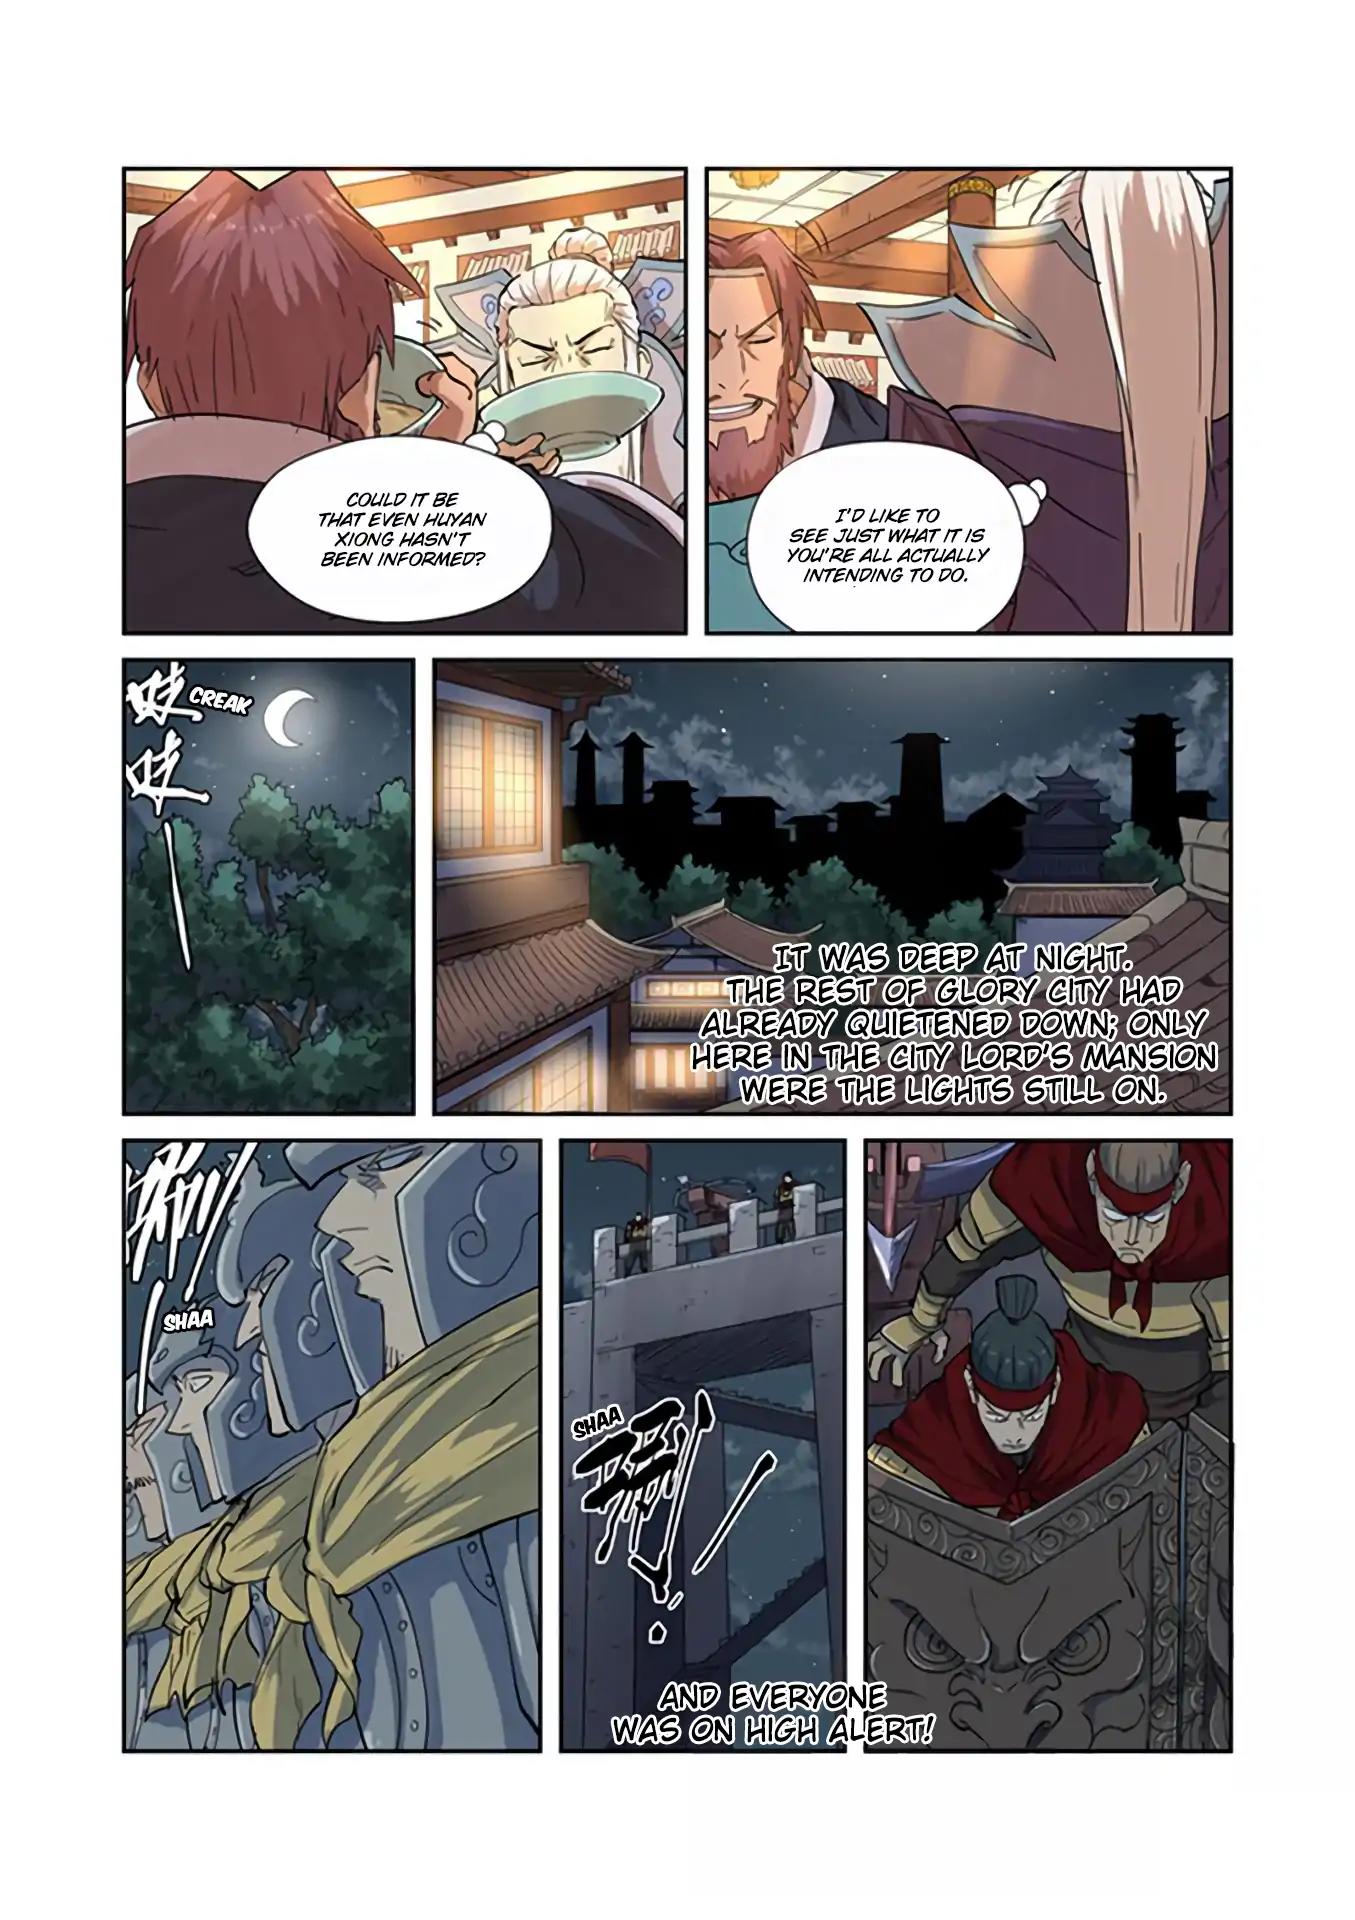 COULD IT BE
THAT EVEN HUYAN
XIONG HASN'T
BEEN INFORMED?
I'D LIKE TO
SEE JUST WHAT IT IS
YOU'RE ALL ACTUALLY
INTENDING TO DO.
CREAK
IT WAS DEEP AT NIGHT.
THE REST OF GLORY CITY HAD
ALREADY QUIETENED DOWN; ONLY
HERE IN THE CITY LORD'S MANSION
WERE THE LIGHTS STILL ON.
SHAA
SHAA
AND EVERYONE
WAS ON HIGH ALERT!